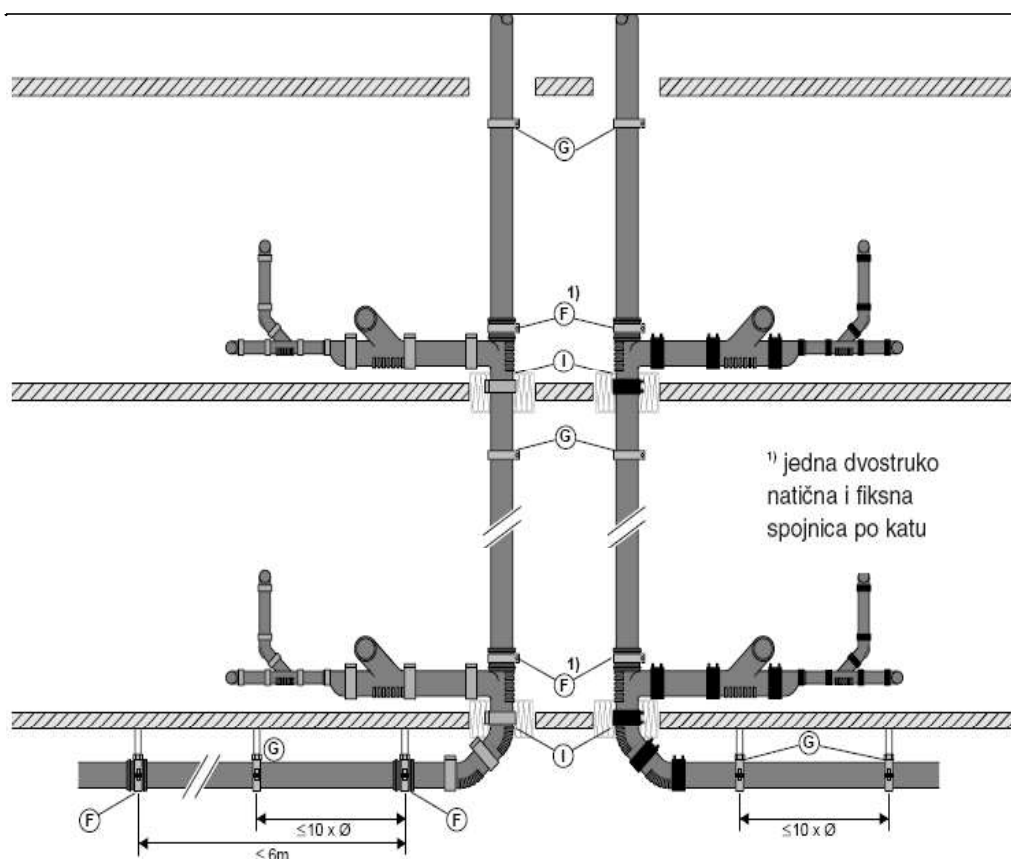 G
1)
F
I
G
1) jedna dvostruko
natična i fiksna
spojnica po katu
1)
F
G
G
I
F
F
≤10 x Ø
≤10 x Ø
≤ 6m